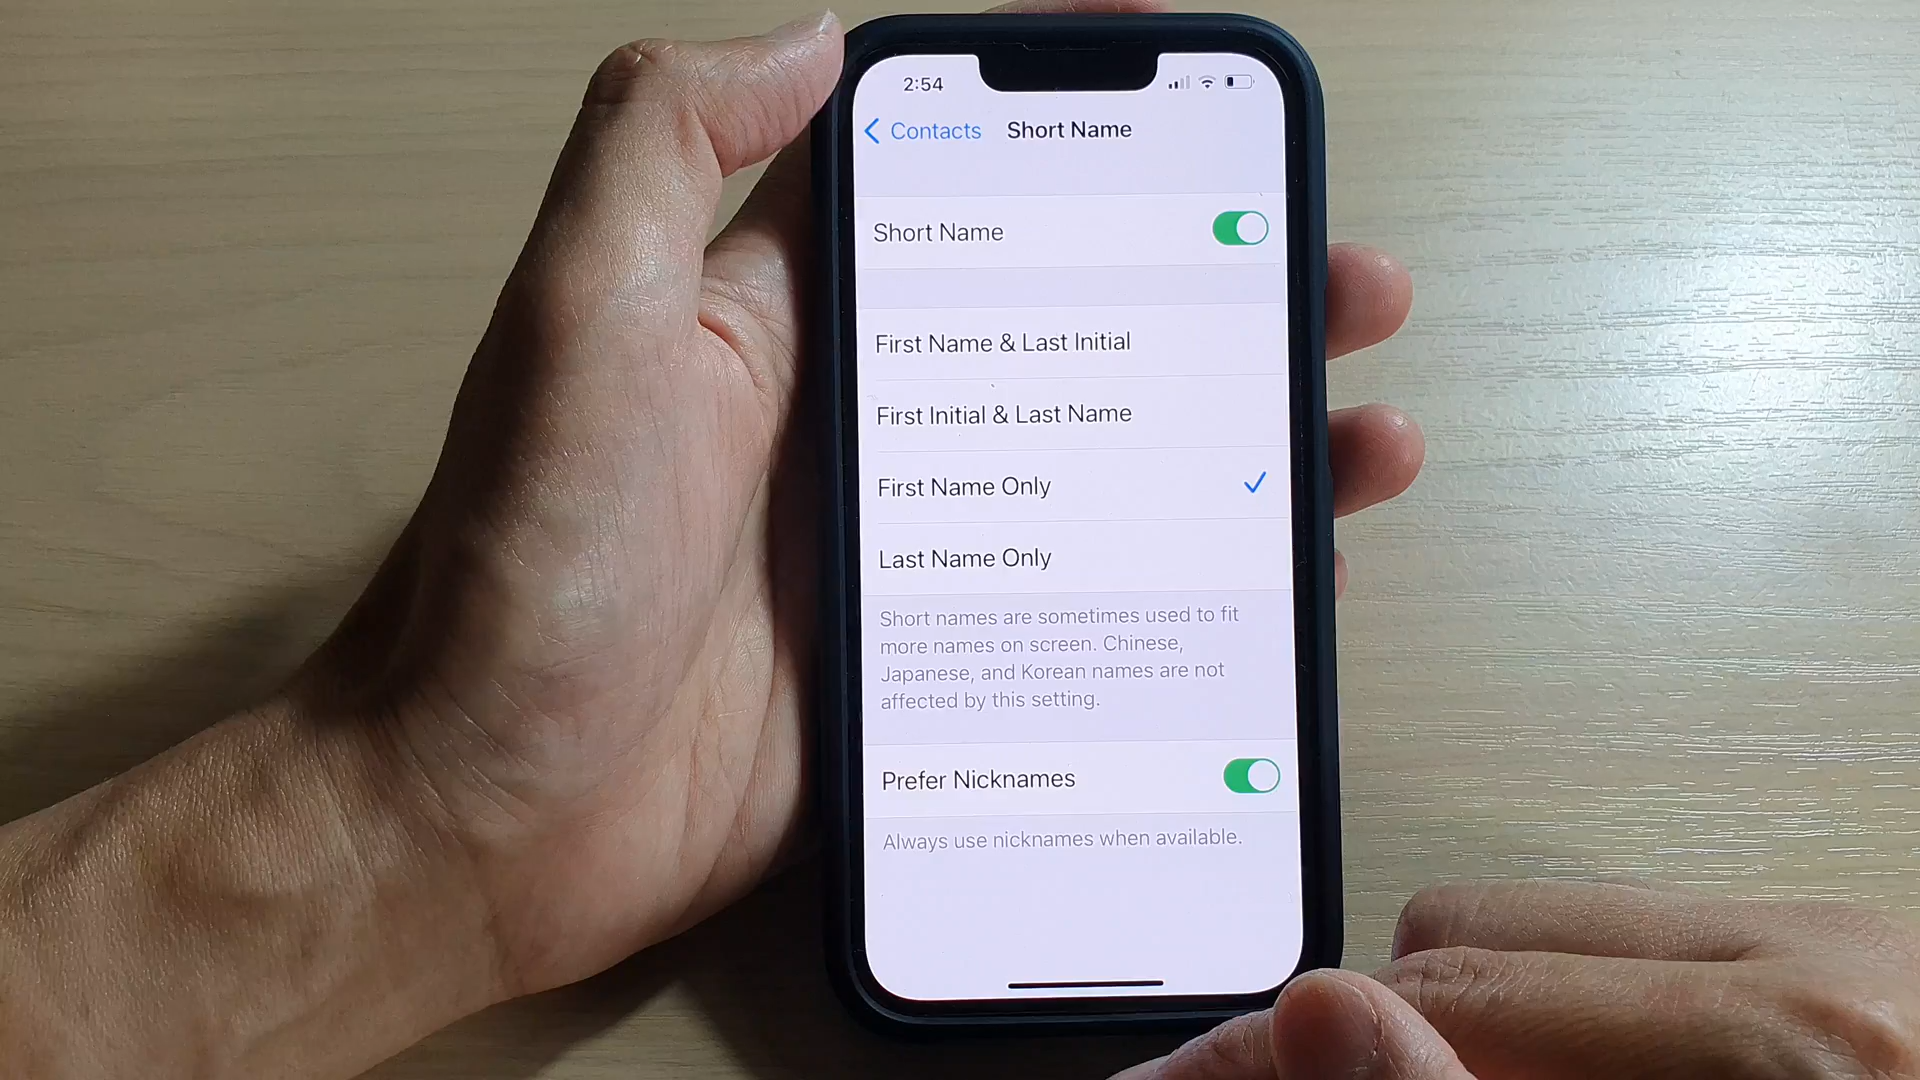 2:54
Contacts Short Name
Short Name
First Name & Last Initial
First Initial & Last Name
First Name Only
Last Name Only
Short names are sometimes used to fit
more names on screen. Chinese,
Japanese, and Korean names are not
affected by this setting.
Prefer Nicknames
Always use nicknames when available.